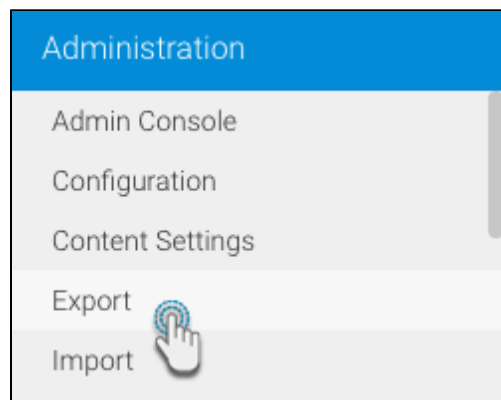 Administration
Admin Console
Configuration
Content Settings
Export
Import